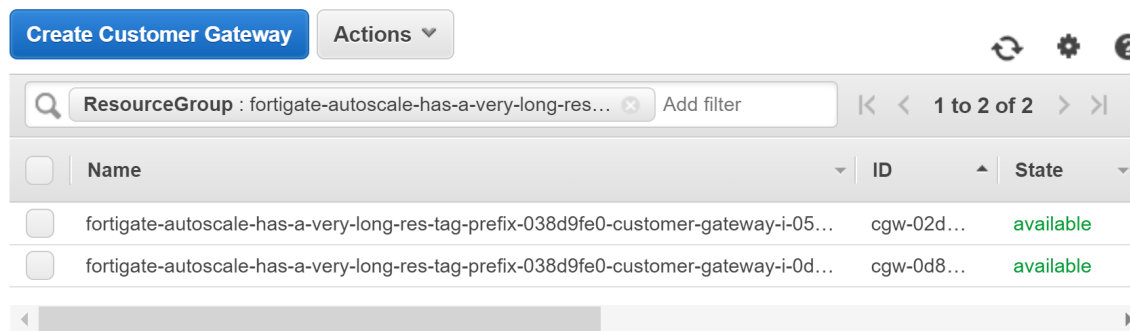 Create Customer Gateway Actions
ResourceGroup : fortigate-autoscale-has-a-very-long-res... Add filter 1 to 2 of 2
Name ID State
fortigate-autoscale-has-a-very-long-res-tag-prefix-038d9fe0-customer-gateway-i-05... cgw-02d... available
fortigate-autoscale-has-a-very-long-res-tag-prefix-038d9fe0-customer-gateway-i-0d... cgw-0d8... available